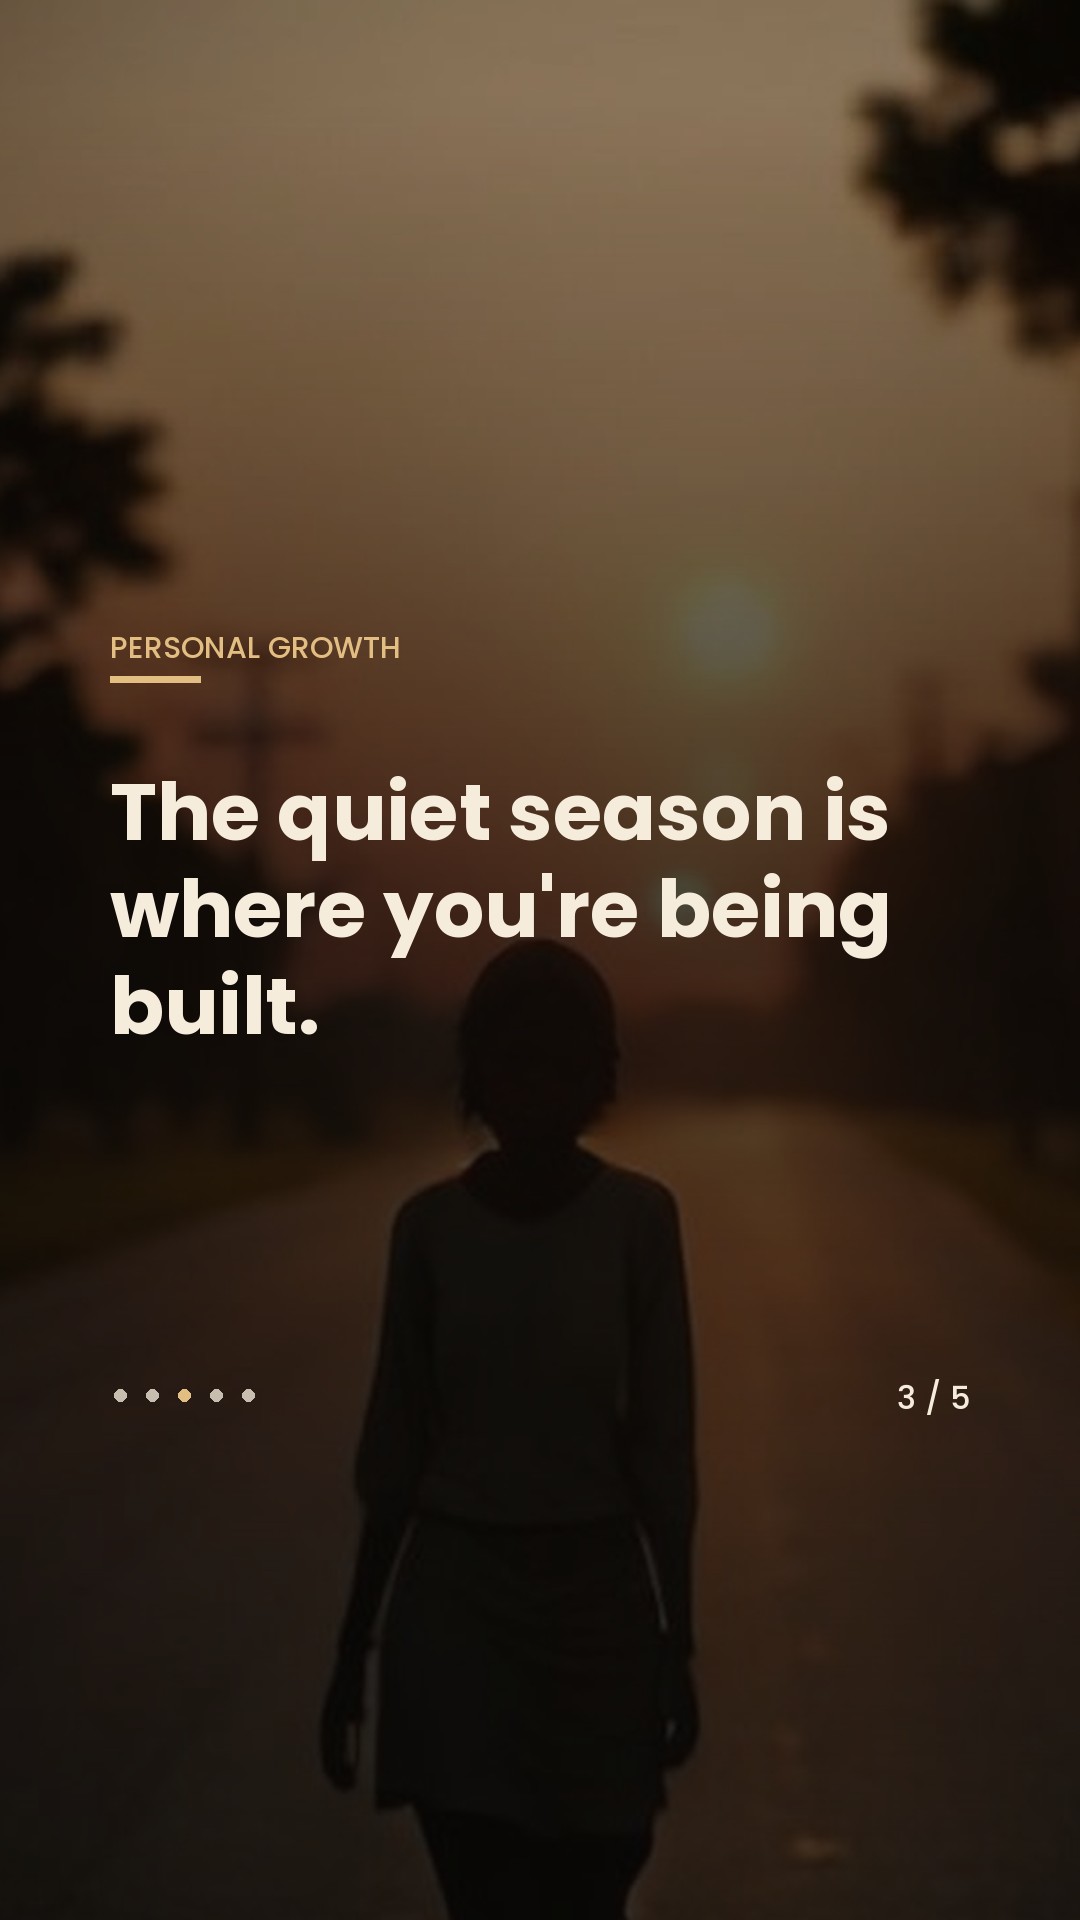 PERSONAL GROWTH
The quiet season is
where you're being
built.
3 / 5